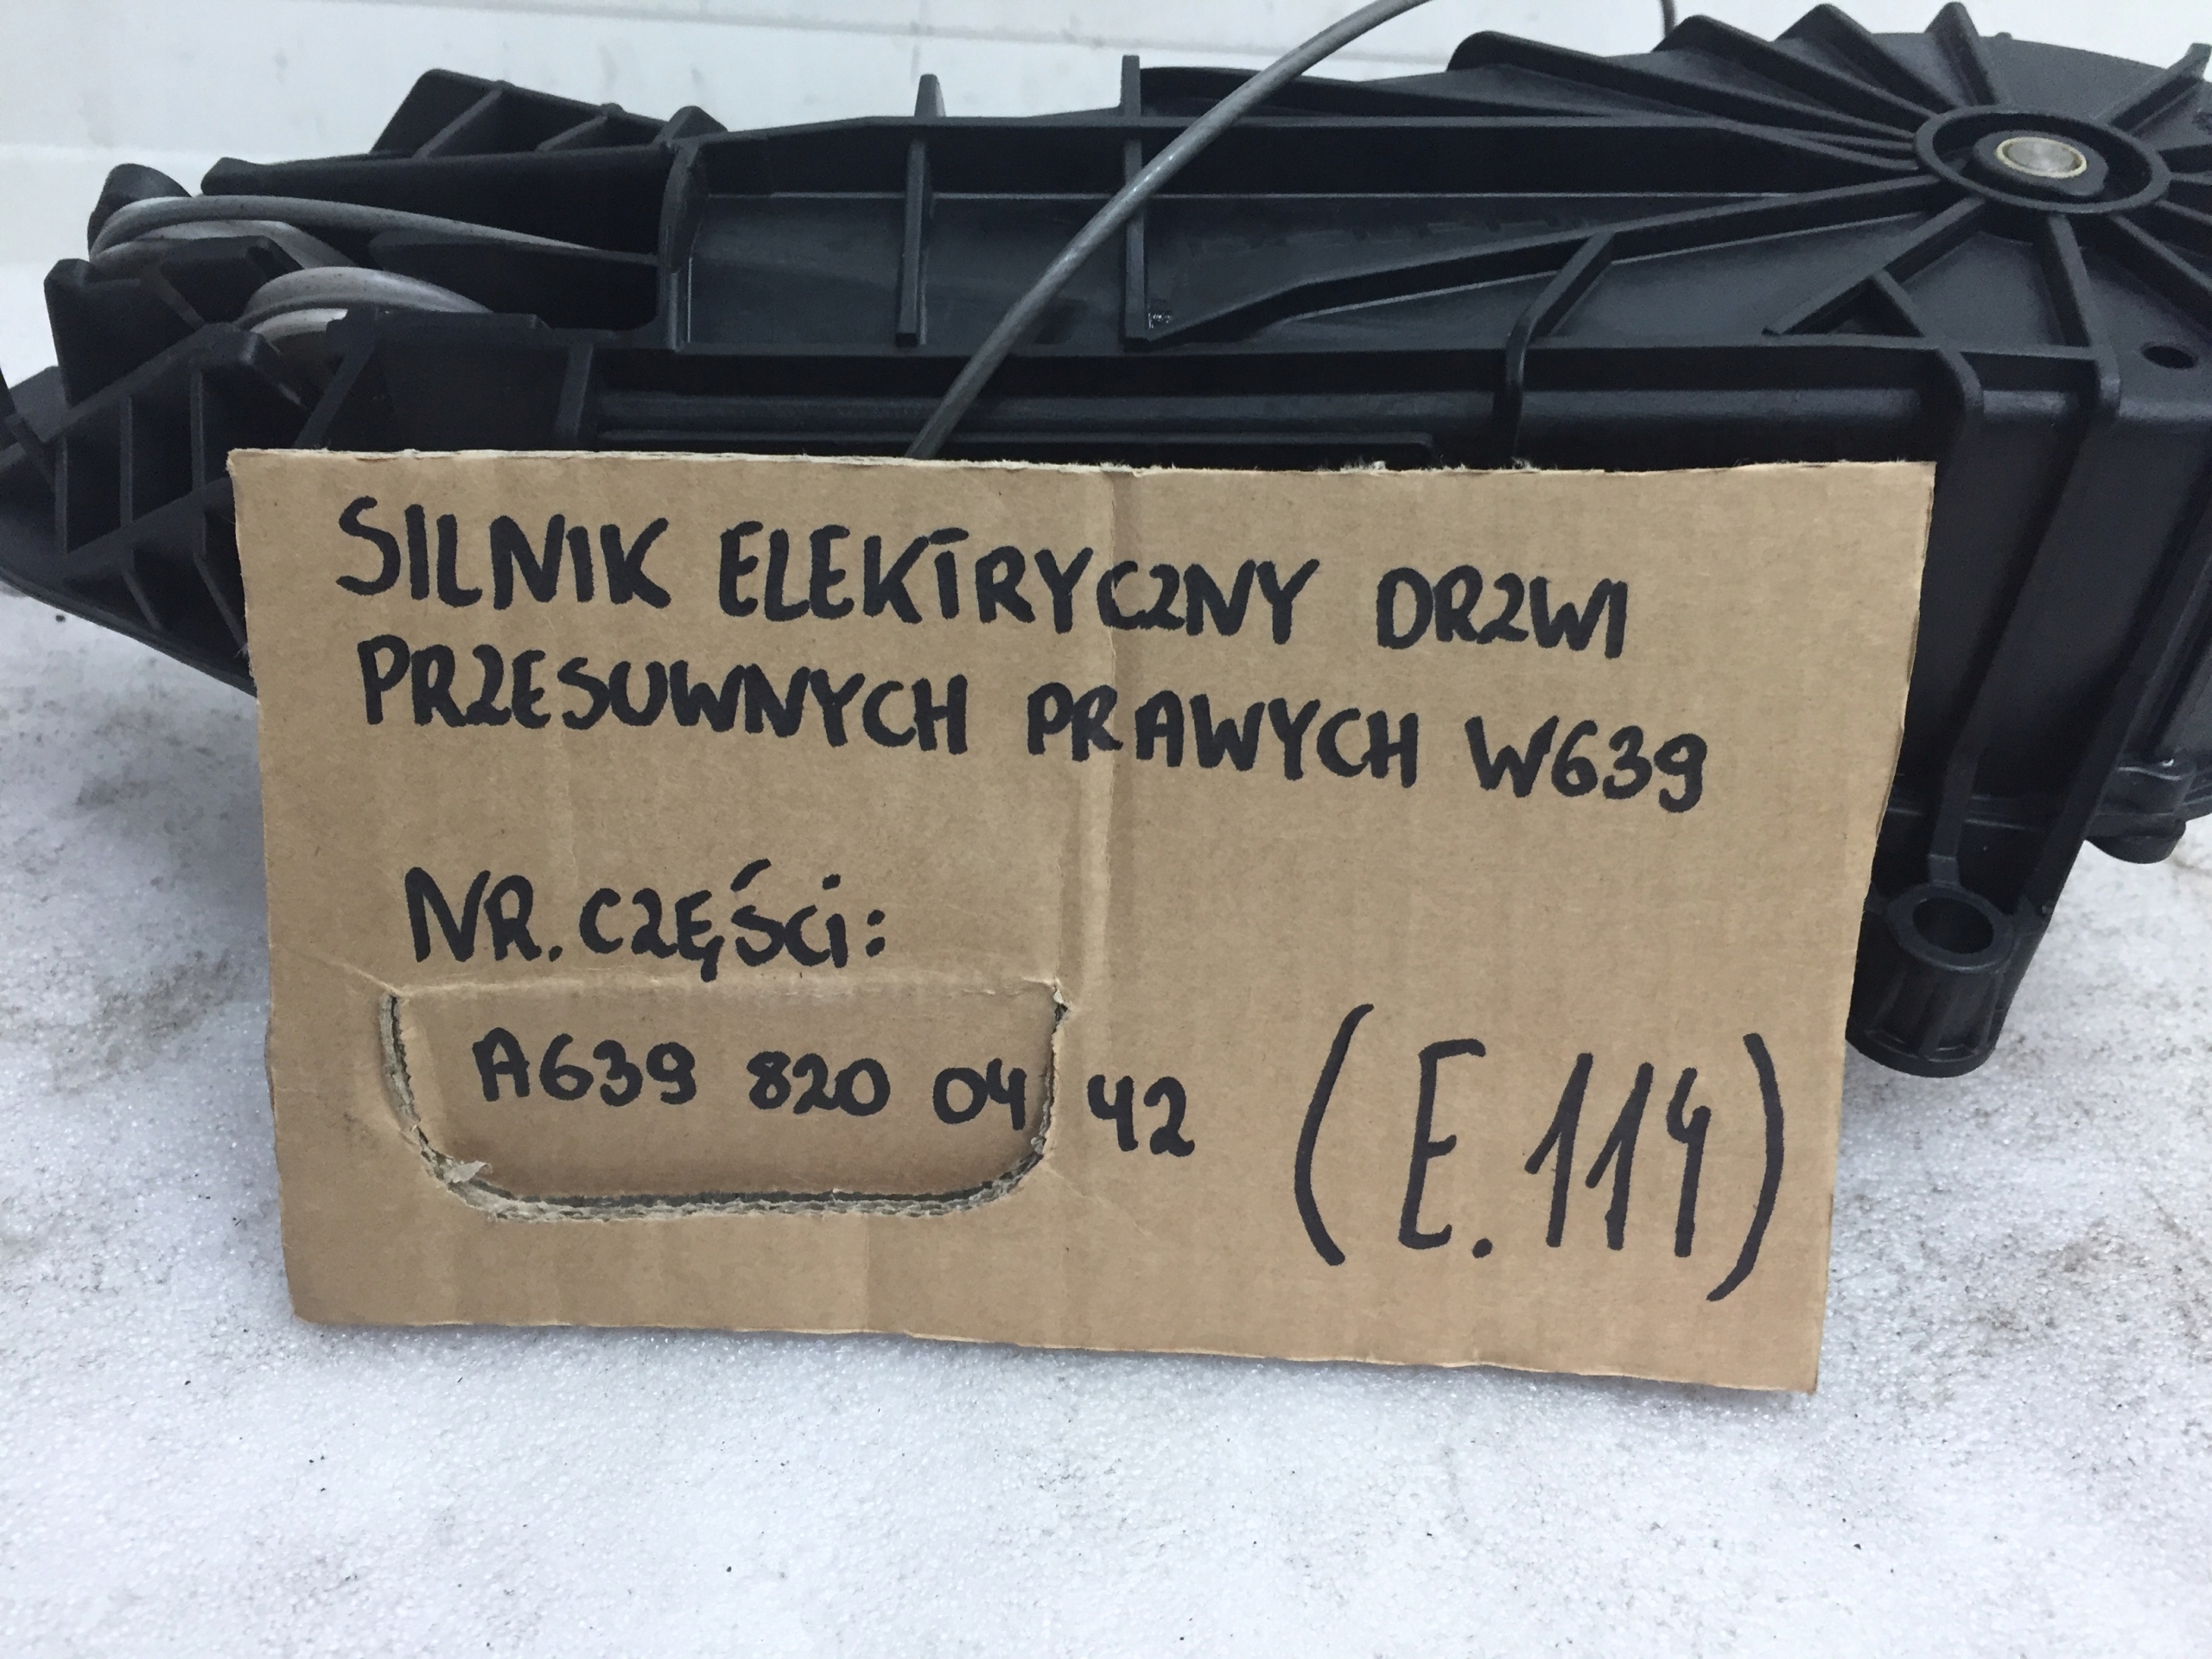 SILNIK ELEKTRYCZNY DRZWI
PRZESUWNYCH PRAWYCH W639
NR. CZĘŚCI:
A639 820 04 42
(E.114)